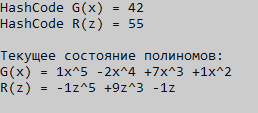 HashCode G(x) = 42
HashCode R(z) = 55
Текущее состояние полиномов:
G(x) = 1x^5 -2x^4 +7x^3 +1x^2
R(z) = -1z^5 +9z^3 -1z